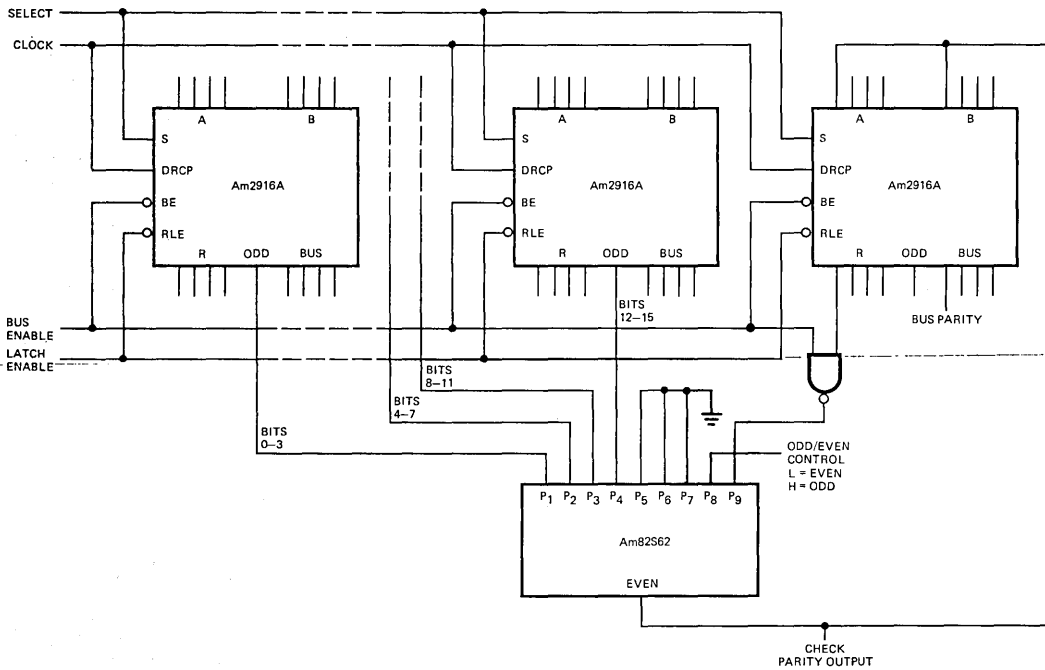 SELECT
CLOCK
A
B
S
DRCP
Am2916A
BE
RLE
R
ODD
BUS
A
B
S
DRCP
Am2916A
BE
RLE
R
ODD
BUS
A
B
S
DRCP
Am2916A
BE
RLE
R
ODD
BUS
BITS
12–15
BUS PARITY
BUS
ENABLE
LATCH
ENABLE
BITS
8–11
BITS
4–7
BITS
0–3
ODD/EVEN
CONTROL
L = EVEN
H = ODD
P1 P2 P3 P4 P5 P6 P7 P8 P9
Am82S62
EVEN
CHECK
PARITY OUTPUT